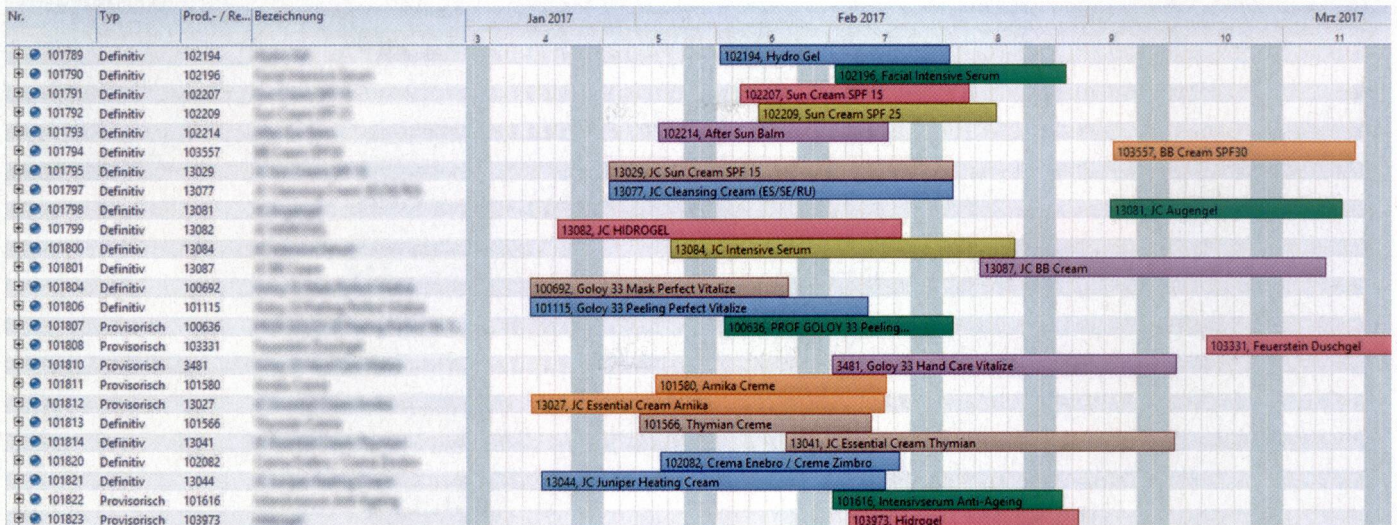 Nr. Typ Prod.- / Re... Bezeichnung Jan 2017 Feb 2017 Mrz 2017
3 4 5 6 7 8 9 10 11
101789 Definitiv 102194 102194, Hydro Gel
101790 Definitiv 102196 102196, Facial Intensive Serum
101791 Definitiv 102207 102207, Sun Cream SPF 15
101792 Definitiv 102209 102209, Sun Cream SPF 25
101793 Definitiv 102214 102214, After Sun Balm
101794 Definitiv 103557 103557, BB Cream SPF30
101795 Definitiv 13029 13029, JC Sun Cream SPF 15
101797 Definitiv 13077 13077, JC Cleansing Cream (ES/SE/RU)
101798 Definitiv 13081 13081, JC Augengel
101799 Definitiv 13082 13082, JC HIDROGEL
101800 Definitiv 13084 13084, JC Intensive Serum
101801 Definitiv 13087 13087, JC BB Cream
101804 Definitiv 100692 100692, Goloy 33 Mask Perfect Vitalize
101806 Definitiv 101115 101115, Goloy 33 Peeling Perfect Vitalize
101807 Provisorisch 100636 100636, PROF GOLOY 33 Peeling...
101808 Provisorisch 103331 103331, Feuerstein Duschgel
101810 Provisorisch 3481 3481, Goloy 33 Hand Care Vitalize
101811 Provisorisch 101580 101580, Arnika Creme
101812 Provisorisch 13027 13027, JC Essential Cream Arnika
101813 Definitiv 101566 101566, Thymian Creme
101814 Definitiv 13041 13041, JC Essential Cream Thymian
101820 Definitiv 102082 102082, Crema Enebro / Creme Zimbro
101821 Definitiv 13044 13044, JC Juniper Heating Cream
101822 Provisorisch 101616 101616, Intensivserum Anti-Ageing
101823 Provisorisch 103973 103973, Hidrogel